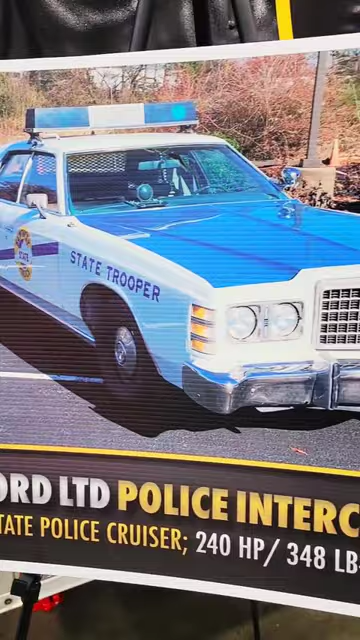 STATE TROOPER
ORD LTD POLICE INTERC
TATE POLICE CRUISER; 240 HP/ 348 LB-